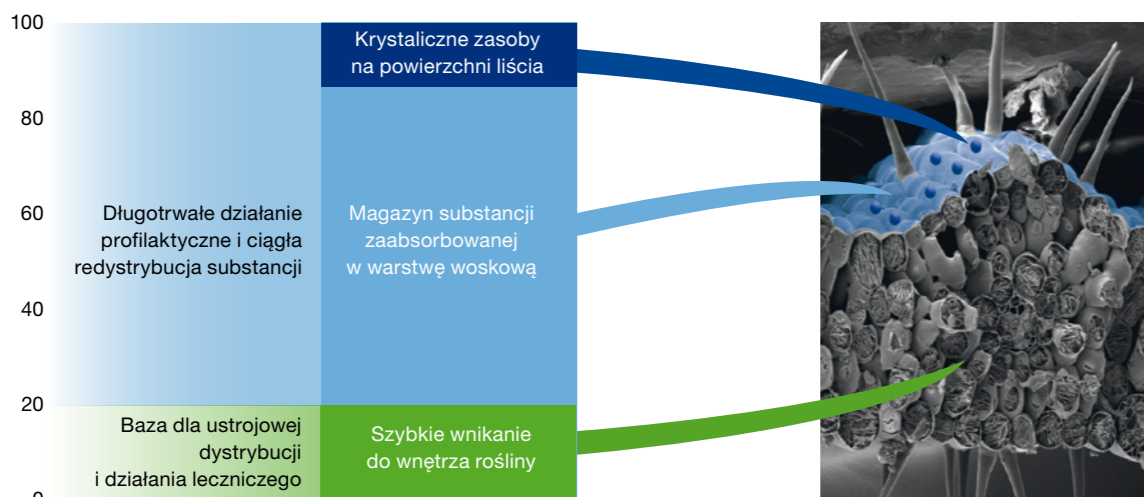 100
80
60
40
20
0
Krystaliczne zasoby
na powierzchni liścia
Długotrwałe działanie
profilaktyczne i ciągła
redystrybucja substancji
Magazyn substancji
zaabsorbowanej
w warstwę woskową
Baza dla ustrojowej
dystrybucji
i działania leczniczego
Szybkie wnikanie
do wnętrza rośliny